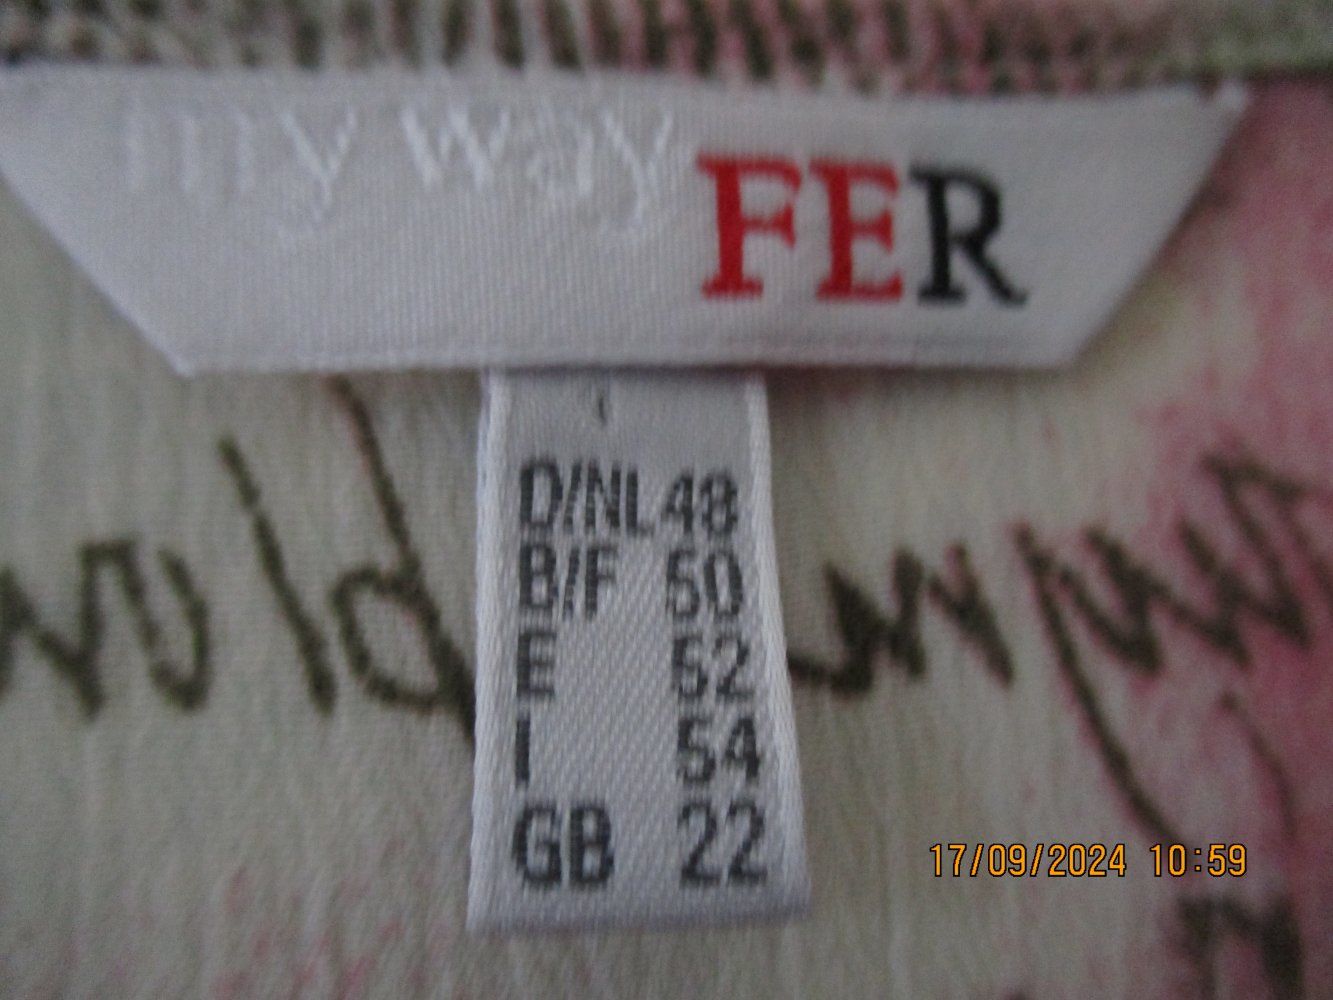 my way FER
D/NL 48
B/F 50
E 52
I 54
GB 22
17/09/2024 10:59